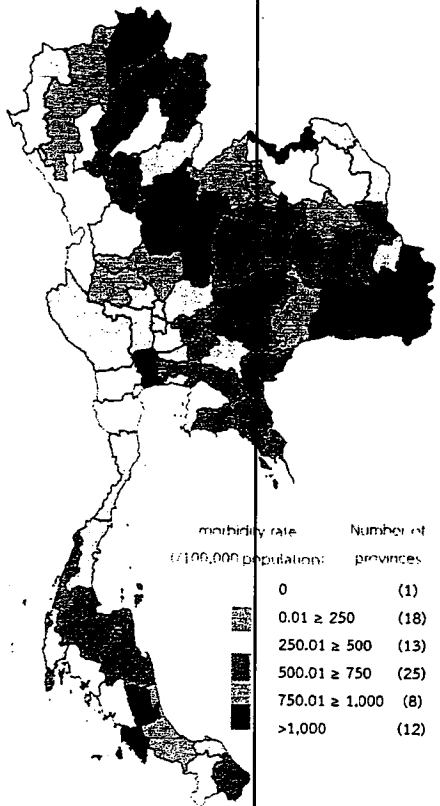 morbidity rate Number of
(/100,000 population) provinces
0 (1)
0.01 ≥ 250 (18)
250.01 ≥ 500 (13)
500.01 ≥ 750 (25)
750.01 ≥ 1,000 (8)
>1,000 (12)